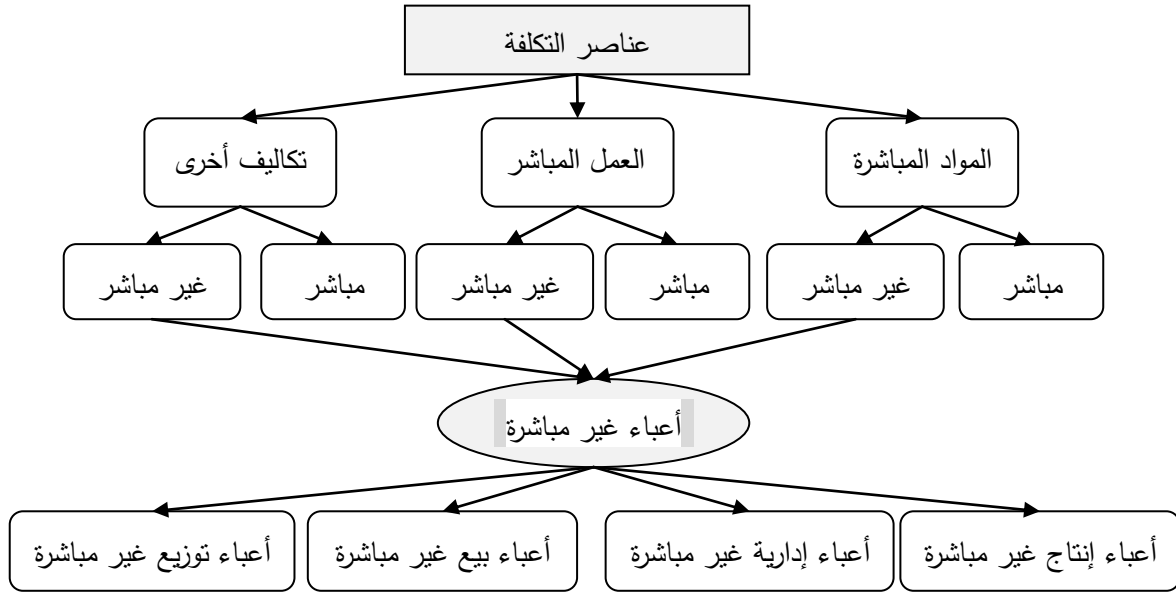 عناصر التكلفة
المواد المباشرة
العمل المباشر
تكاليف أخرى
مباشر
غير مباشر
مباشر
غير مباشر
مباشر
غير مباشر
أعباء غير مباشرة
أعباء إنتاج غير مباشرة
أعباء إدارية غير مباشرة
أعباء بيع غير مباشرة
أعباء توزيع غير مباشرة